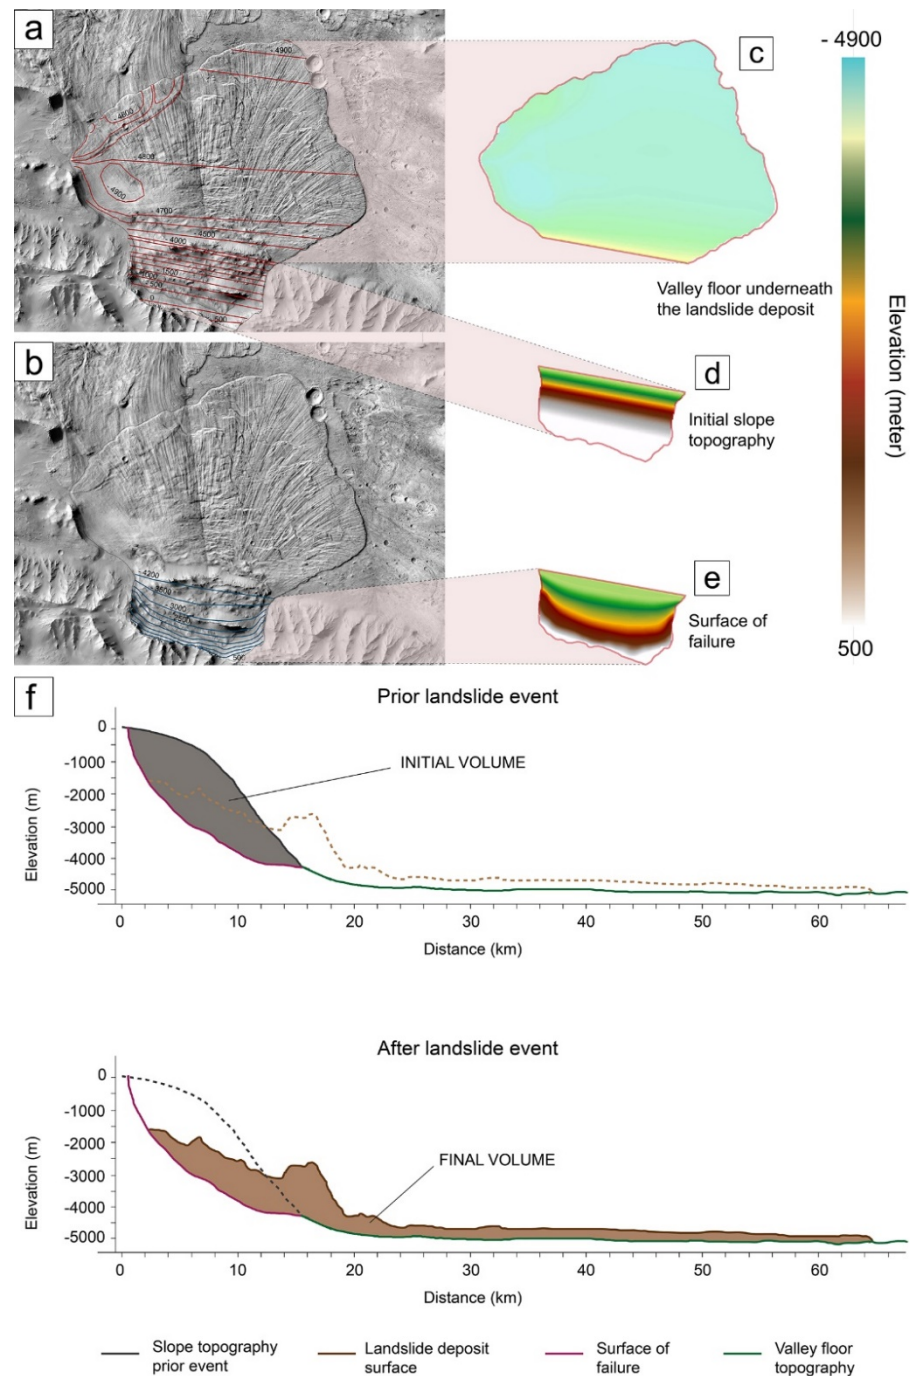 a
- 4900
- 4800
- 4800
- 4900
- 4700
- 4500
- 4000
- 1500
0
500
c
Valley floor underneath
the landslide deposit
- 4900
Elevation (meter)
500
b
- 4200
- 3000
d
Initial slope
topography
e
Surface of
failure
f
Prior landslide event
0
-1000
-2000
-3000
-4000
-5000
Elevation (m)
INITIAL VOLUME
0 10 20 30 40 50 60
Distance (km)
After landslide event
0
-1000
-2000
-3000
-4000
-5000
Elevation (m)
FINAL VOLUME
0 10 20 30 40 50 60
Distance (km)
Slope topography
prior event
Landslide deposit
surface
Surface of
failure
Valley floor
topography